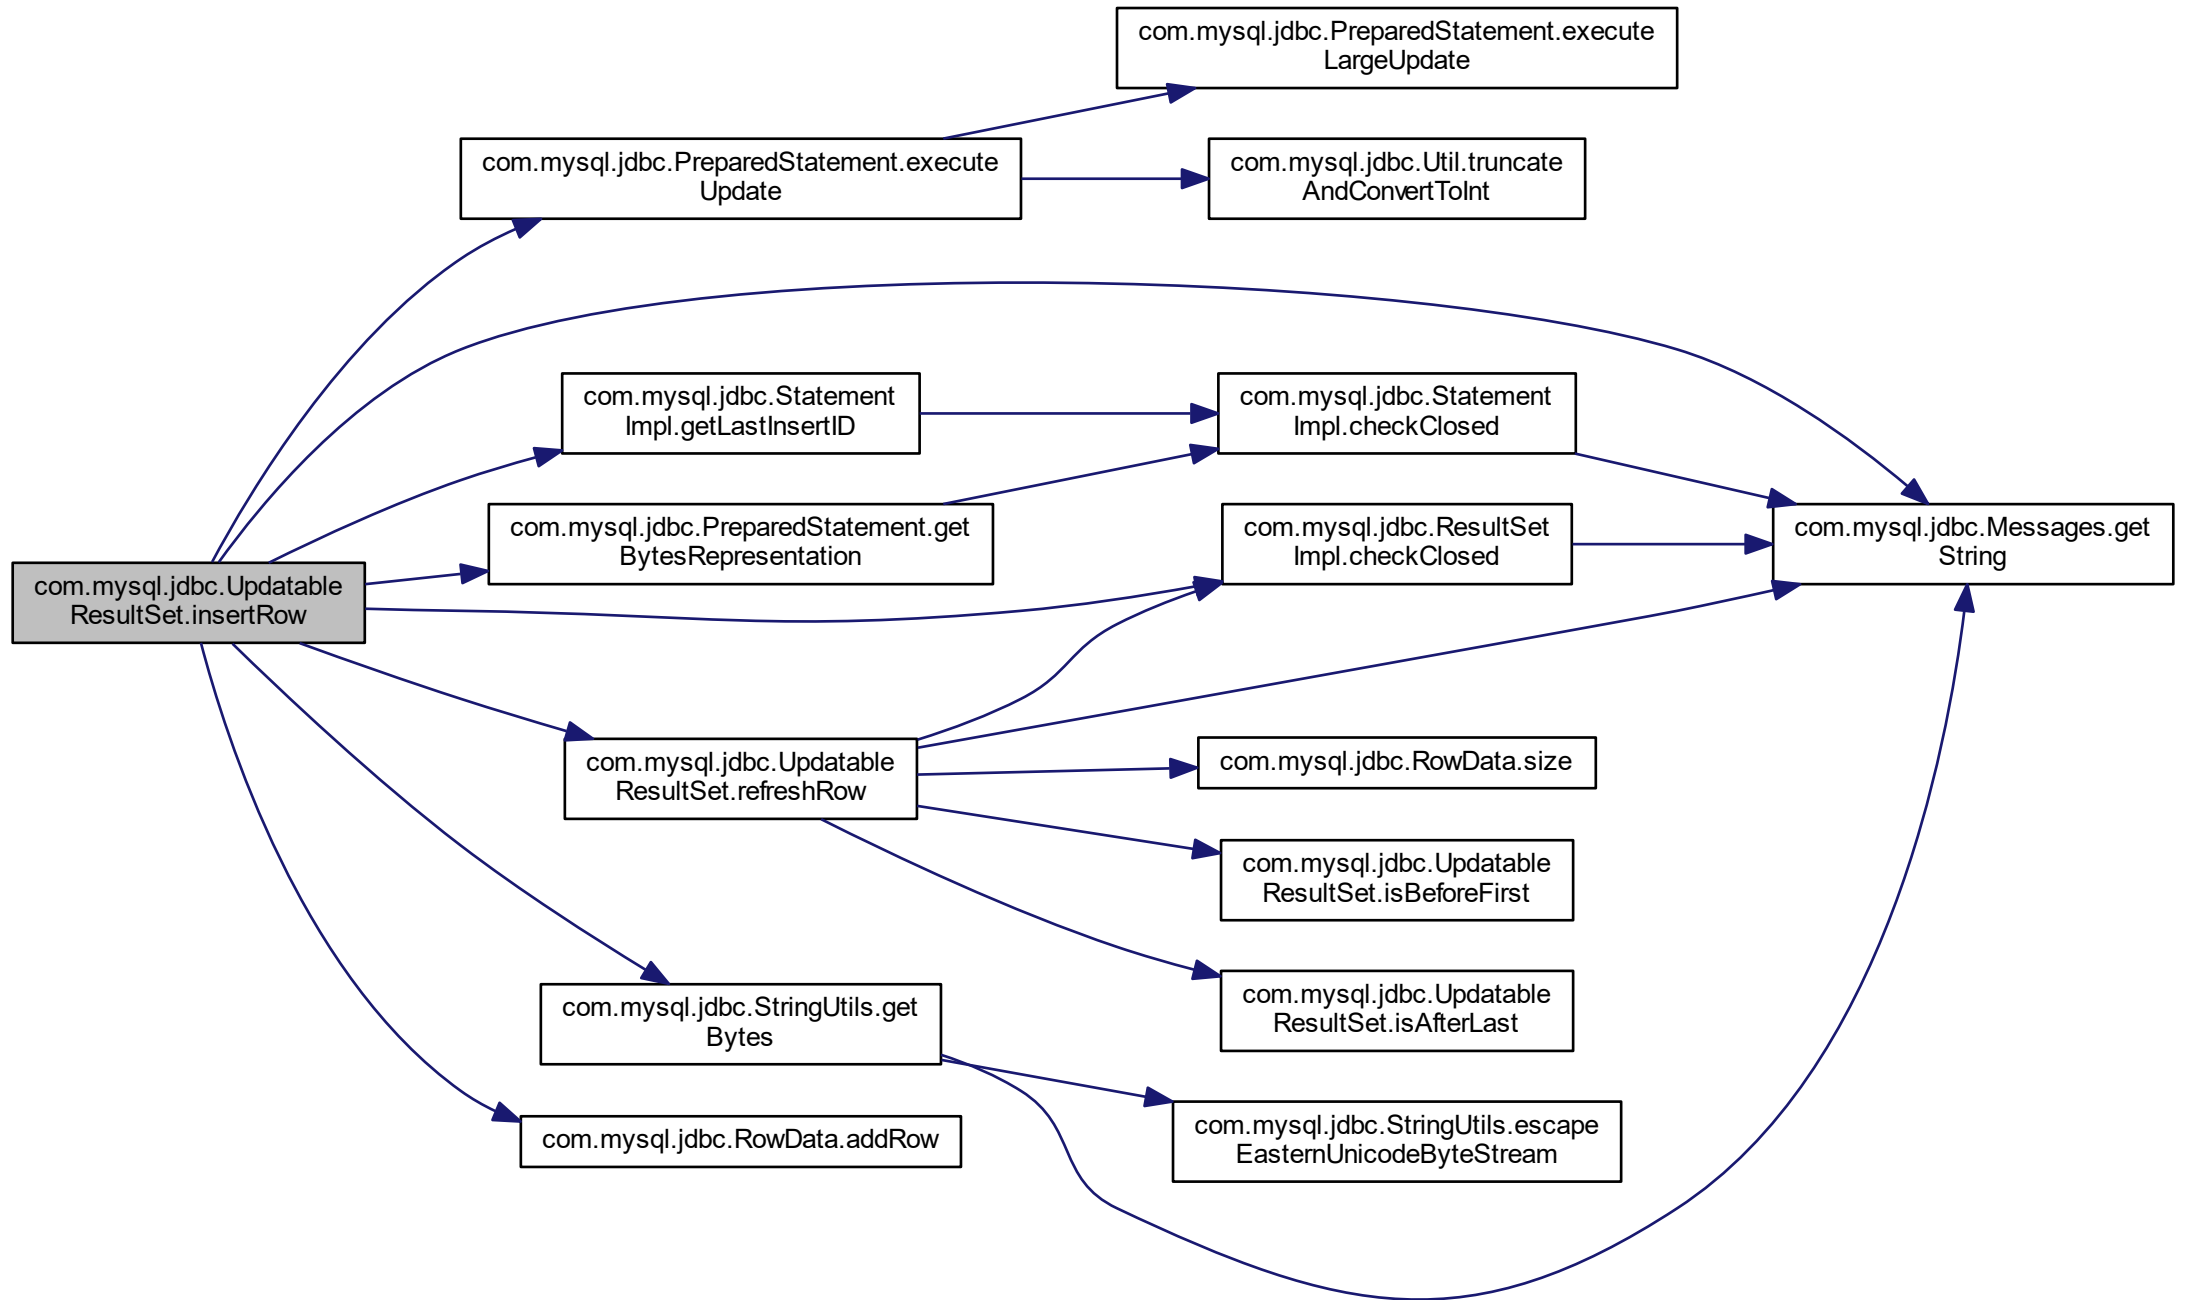 com.mysql.jdbc.PreparedStatement.execute
LargeUpdate
com.mysql.jdbc.PreparedStatement.execute
Update
com.mysql.jdbc.Util.truncate
AndConvertToInt
com.mysql.jdbc.Statement
Impl.getLastInsertID
com.mysql.jdbc.Statement
Impl.checkClosed
com.mysql.jdbc.PreparedStatement.get
BytesRepresentation
com.mysql.jdbc.ResultSet
Impl.checkClosed
com.mysql.jdbc.Messages.get
String
com.mysql.jdbc.Updatable
ResultSet.insertRow
com.mysql.jdbc.Updatable
ResultSet.refreshRow
com.mysql.jdbc.RowData.size
com.mysql.jdbc.Updatable
ResultSet.isBeforeFirst
com.mysql.jdbc.Updatable
ResultSet.isAfterLast
com.mysql.jdbc.StringUtils.get
Bytes
com.mysql.jdbc.StringUtils.escape
EasternUnicodeByteStream
com.mysql.jdbc.RowData.addRow